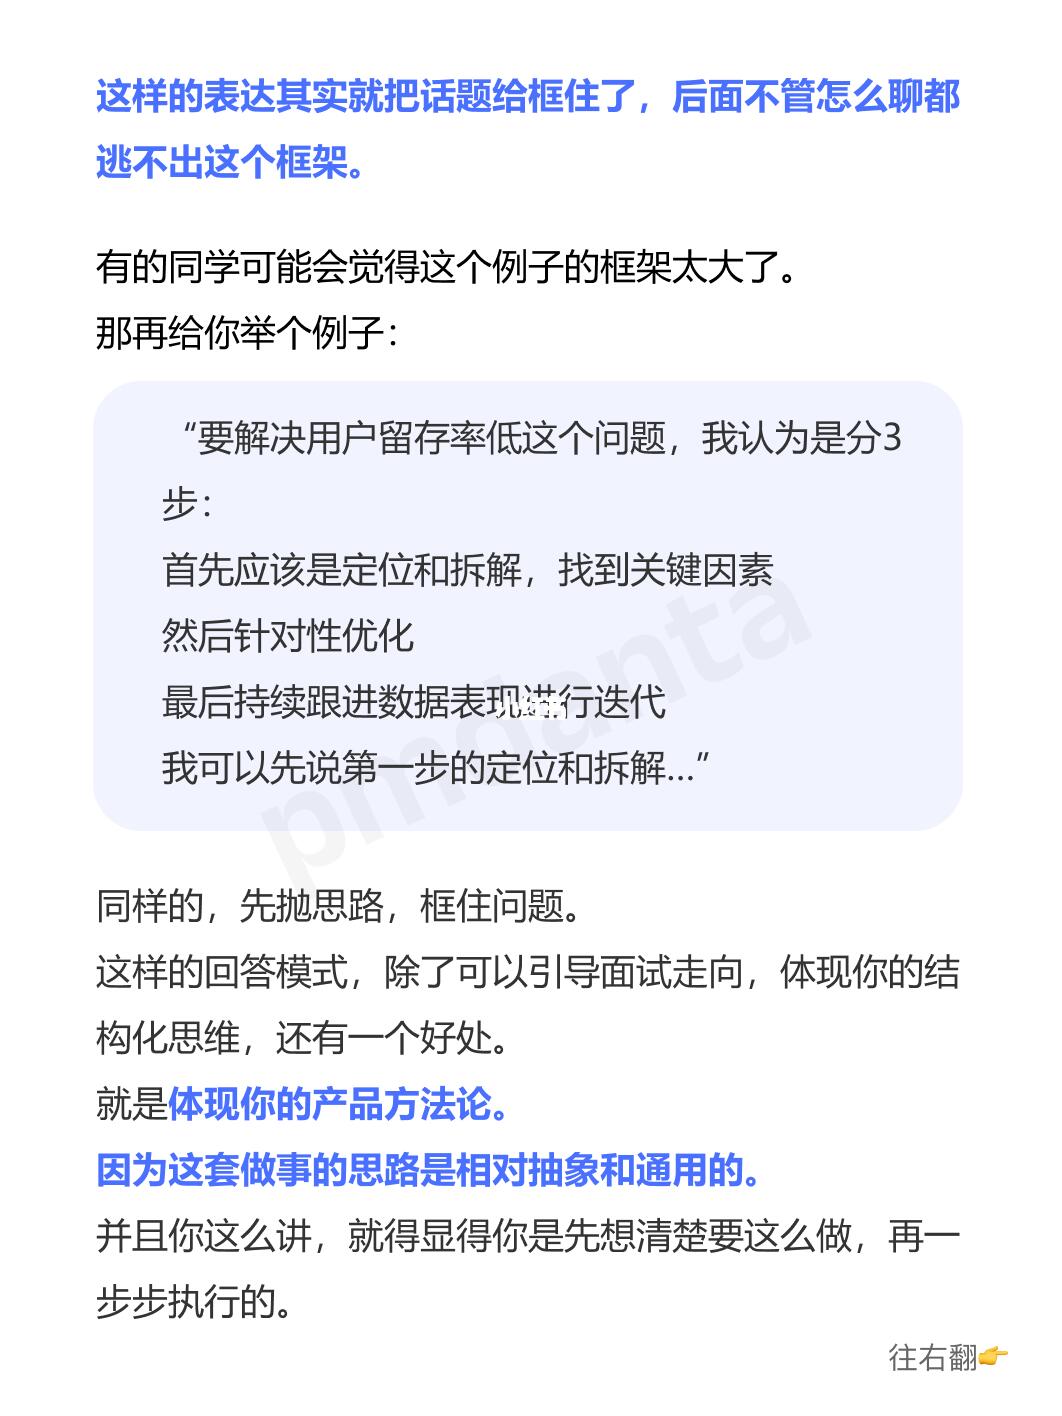 这样的表达其实就把话题给框住了，后面不管怎么聊都
逃不出这个框架。
有的同学可能会觉得这个例子的框架太大了。
那再给你举个例子：
“要解决用户留存率低这个问题，我认为是分3
步：
首先应该是定位和拆解，找到关键因素
然后针对性优化
最后持续跟进数据表现进行迭代
我可以先说第一步的定位和拆解...”
pmdanta
小红书
同样的，先抛思路，框住问题。
这样的回答模式，除了可以引导面试走向，体现你的结
构化思维，还有一个好处。
就是体现你的产品方法论。
因为这套做事的思路是相对抽象和通用的。
并且你这么讲，就得显得你是先想清楚要这么做，再一
步步执行的。
往右翻👉